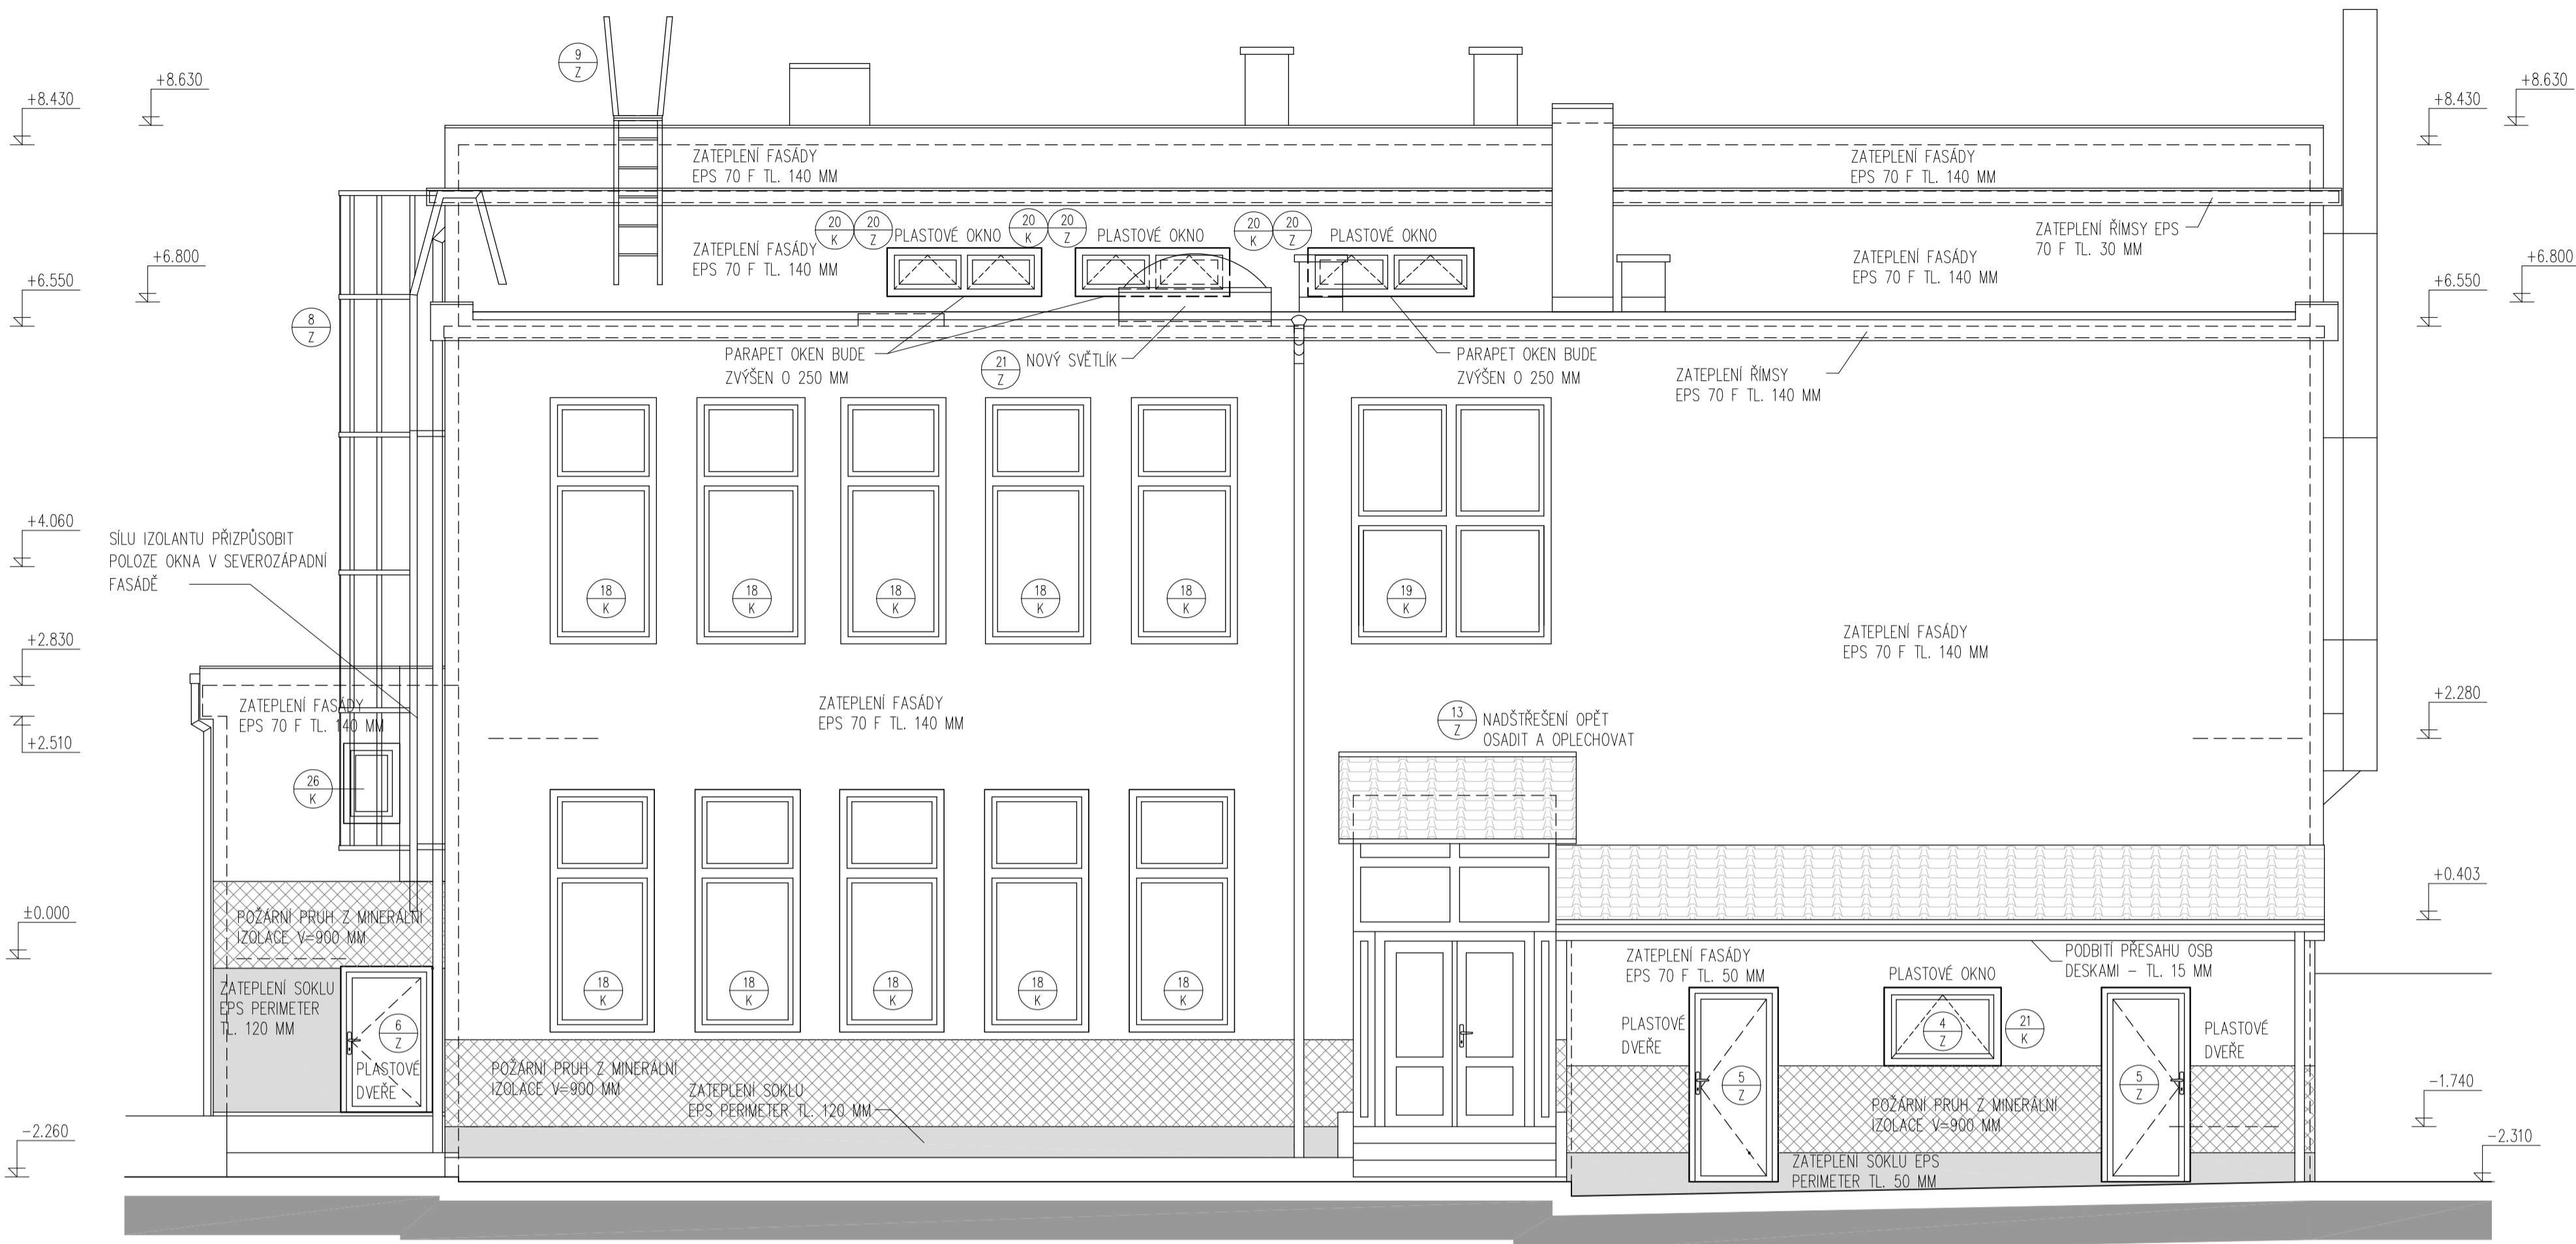 9
Z
+8.630
+8.430
+8.630
+8.430
ZATEPLENÍ FASÁDY
EPS 70 F TL. 140 MM
ZATEPLENÍ FASÁDY
EPS 70 F TL. 140 MM
20
K
20
Z
PLASTOVÉ OKNO
20
K
20
Z
PLASTOVÉ OKNO
20
K
20
Z
PLASTOVÉ OKNO
ZATEPLENÍ ŘÍMSY EPS
70 F TL. 30 MM
ZATEPLENÍ FASÁDY
EPS 70 F TL. 140 MM
ZATEPLENÍ FASÁDY
EPS 70 F TL. 140 MM
+6.800
+6.550
+6.800
+6.550
8
Z
PARAPET OKEN BUDE
ZVÝŠEN O 250 MM
21
Z
NOVÝ SVĚTLÍK
PARAPET OKEN BUDE
ZVÝŠEN O 250 MM
ZATEPLENÍ ŘÍMSY
EPS 70 F TL. 140 MM
+4.060
SÍLU IZOLANTU PŘIZPŮSOBIT
POLOZE OKNA V SEVEROZÁPADNÍ
FASÁDĚ
18
K
18
K
18
K
18
K
18
K
19
K
+2.830
ZATEPLENÍ FASÁDY
EPS 70 F TL. 140 MM
ZATEPLENÍ FASÁDY
EPS 70 F TL. 140 MM
ZATEPLENÍ FASÁDY
EPS 70 F TL. 140 MM
+2.510
+2.280
13
Z
NADŠTŘEŠENÍ OPĚT
OSADIT A OPLECHOVAT
26
K
+0.403
±0.000
POŽÁRNÍ PRUH Z MINERÁLNÍ
IZOLACE V=900 MM
ZATEPLENÍ SOKLU
EPS PERIMETER
TL. 120 MM
6
Z
PLASTOVÉ
DVEŘE
18
K
18
K
18
K
18
K
18
K
ZATEPLENÍ FASÁDY
EPS 70 F TL. 50 MM
PODBITÍ PŘESAHU OSB
DESKAMI – TL. 15 MM
PLASTOVÉ OKNO
PLASTOVÉ
DVEŘE
4
Z
21
K
PLASTOVÉ
DVEŘE
5
Z
5
Z
POŽÁRNÍ PRUH Z MINERÁLNÍ
IZOLACE V=900 MM
ZATEPLENÍ SOKLU
EPS PERIMETER TL. 120 MM
POŽÁRNÍ PRUH Z MINERÁLNÍ
IZOLACE V=900 MM
ZATEPLENÍ SOKLU EPS
PERIMETER TL. 50 MM
-1.740
-2.260
-2.310